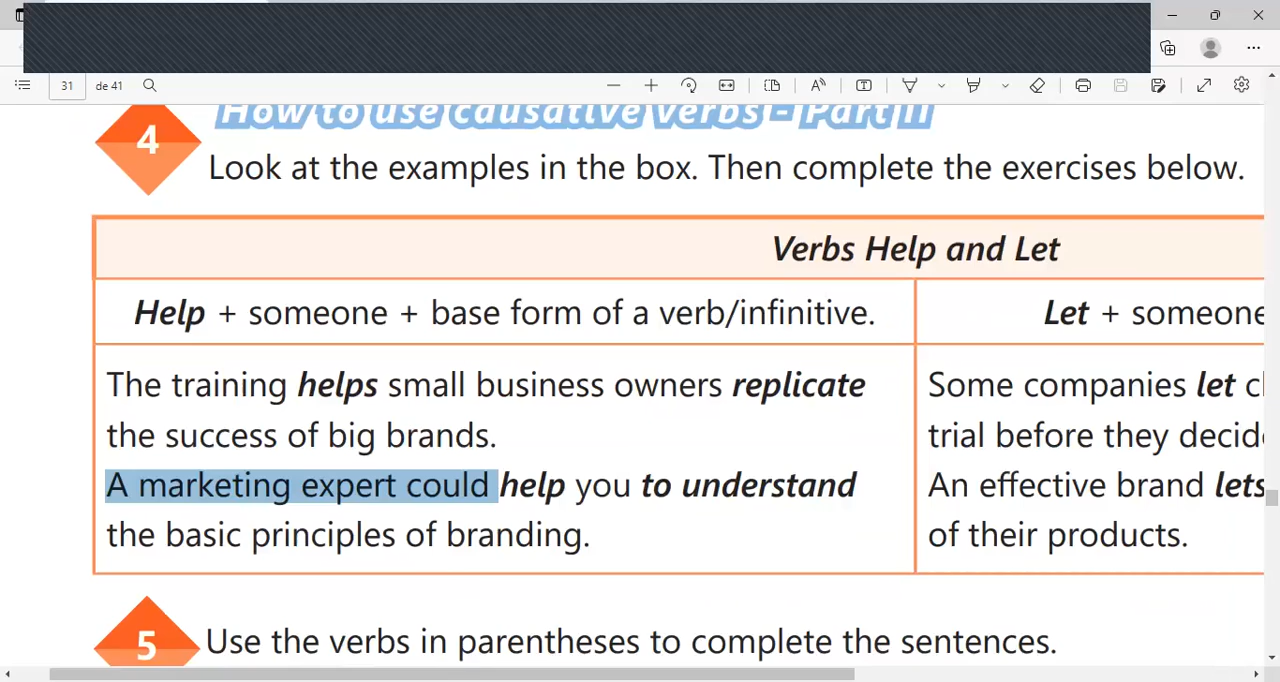 31 de 41
How to use causative verbs - Part II
4
Look at the examples in the box. Then complete the exercises below.
Verbs Help and Let
Help + someone + base form of a verb/infinitive.
Let + someone
The training helps small business owners replicate
the success of big brands.
A marketing expert could help you to understand
the basic principles of branding.
Some companies let
trial before they
An effective brand lets
of their products.
5
Use the verbs in parentheses to complete the sentences.